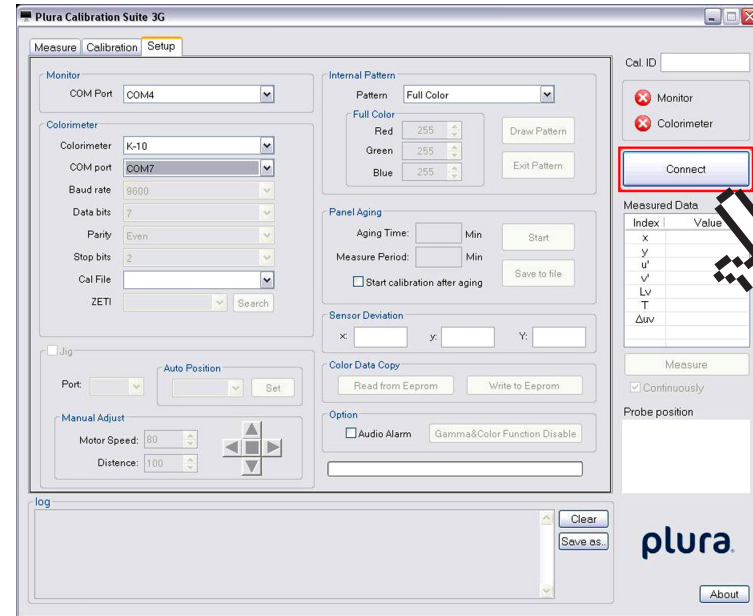 Plura Calibration Suite 3G
Measure Calibration Setup
Monitor
COM Port COM4
Colorimeter
Colorimeter K-10
COM port COM7
Baud rate 9600
Data bits 7
Parity Even
Stop bits 2
Cal File
ZETI Search
Jig
Port: Auto Position Set
Manual Adjust
Motor Speed: 80
Distence: 100
Internal Pattern
Pattern Full Color
Full Color
Red 255 Draw Pattern
Green 255
Blue 255 Exit Pattern
Panel Aging
Aging Time: Min Start
Measure Period: Min
Start calibration after aging Save to file
Sensor Deviation
x: y: Y:
Color Data Copy
Read from Eeprom Write to Eeprom
Option
Audio Alarm Gamma&Color Function Disable
Cal. ID
Monitor
Colorimeter
Connect
Measured Data
Index Value
x
y
u'
v'
Lv
T
Δuv
Measure
Continuously
Probe position
log
Clear
Save as..
plura.
About